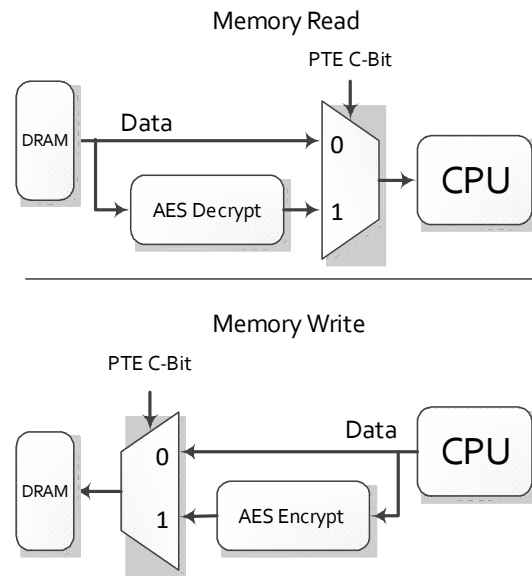 Memory Read
PTE C-Bit
DRAM
Data
0
CPU
AES Decrypt
1
Memory Write
PTE C-Bit
Data
CPU
0
DRAM
1
AES Encrypt